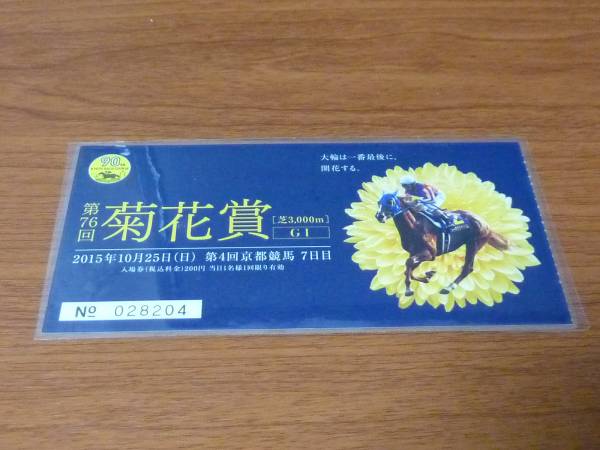 90th
大輪は一番最後に、
開花する。
第76回
菊花賞
[芝3,000m]
GⅠ
2015年10月25日(日) 第4回京都競馬 7日目
入場券(税込料金)200円 当日1名様1回限り有効
No 028204